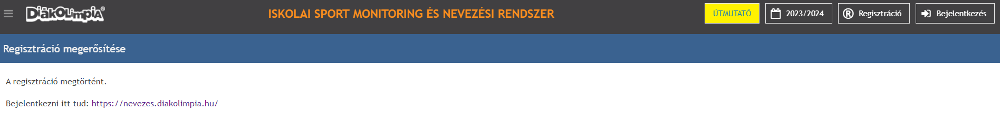 DiákOlimpiA®
ISKOLAI SPORT MONITORING ÉS NEVEZÉSI RENDSZER
ÚTMUTATÓ
2023/2024
Regisztráció
Bejelentkezés
Regisztráció megerősítése
A regisztráció megtörtént.
Bejelentkezni itt tud: https://nevezes.diakolimpia.hu/